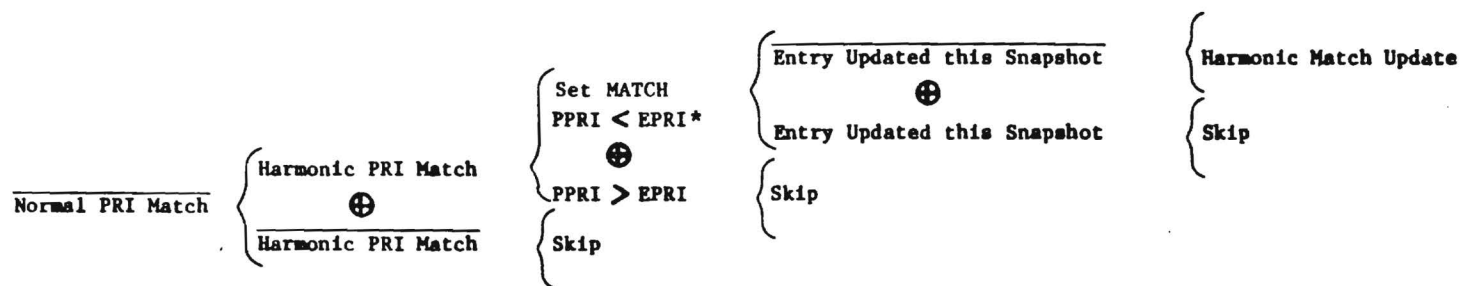 Entry Updated this Snapshot
Harmonic Match Update
Set MATCH
PPRI < EPRI*
⊕
Entry Updated this Snapshot
Skip
Harmonic PRI Match
⊕
PPRI > EPRI
Skip
Normal PRI Match
⊕
Harmonic PRI Match
Skip